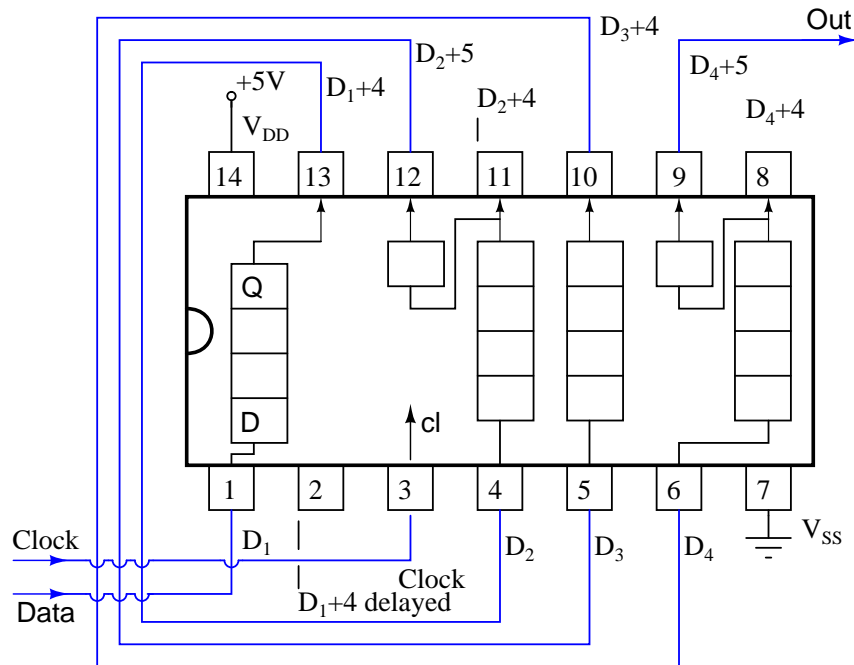 Out
D₃+4
D₂+5
D₄+5
+5V
D₁+4
D₂+4
D₄+4
V_DD
14
13
12
11
10
9
8
Q
D
cl
1
2
3
4
5
6
7
V_SS
Clock
D₁
D₂
D₃
D₄
Clock
Data
D₁+4 delayed